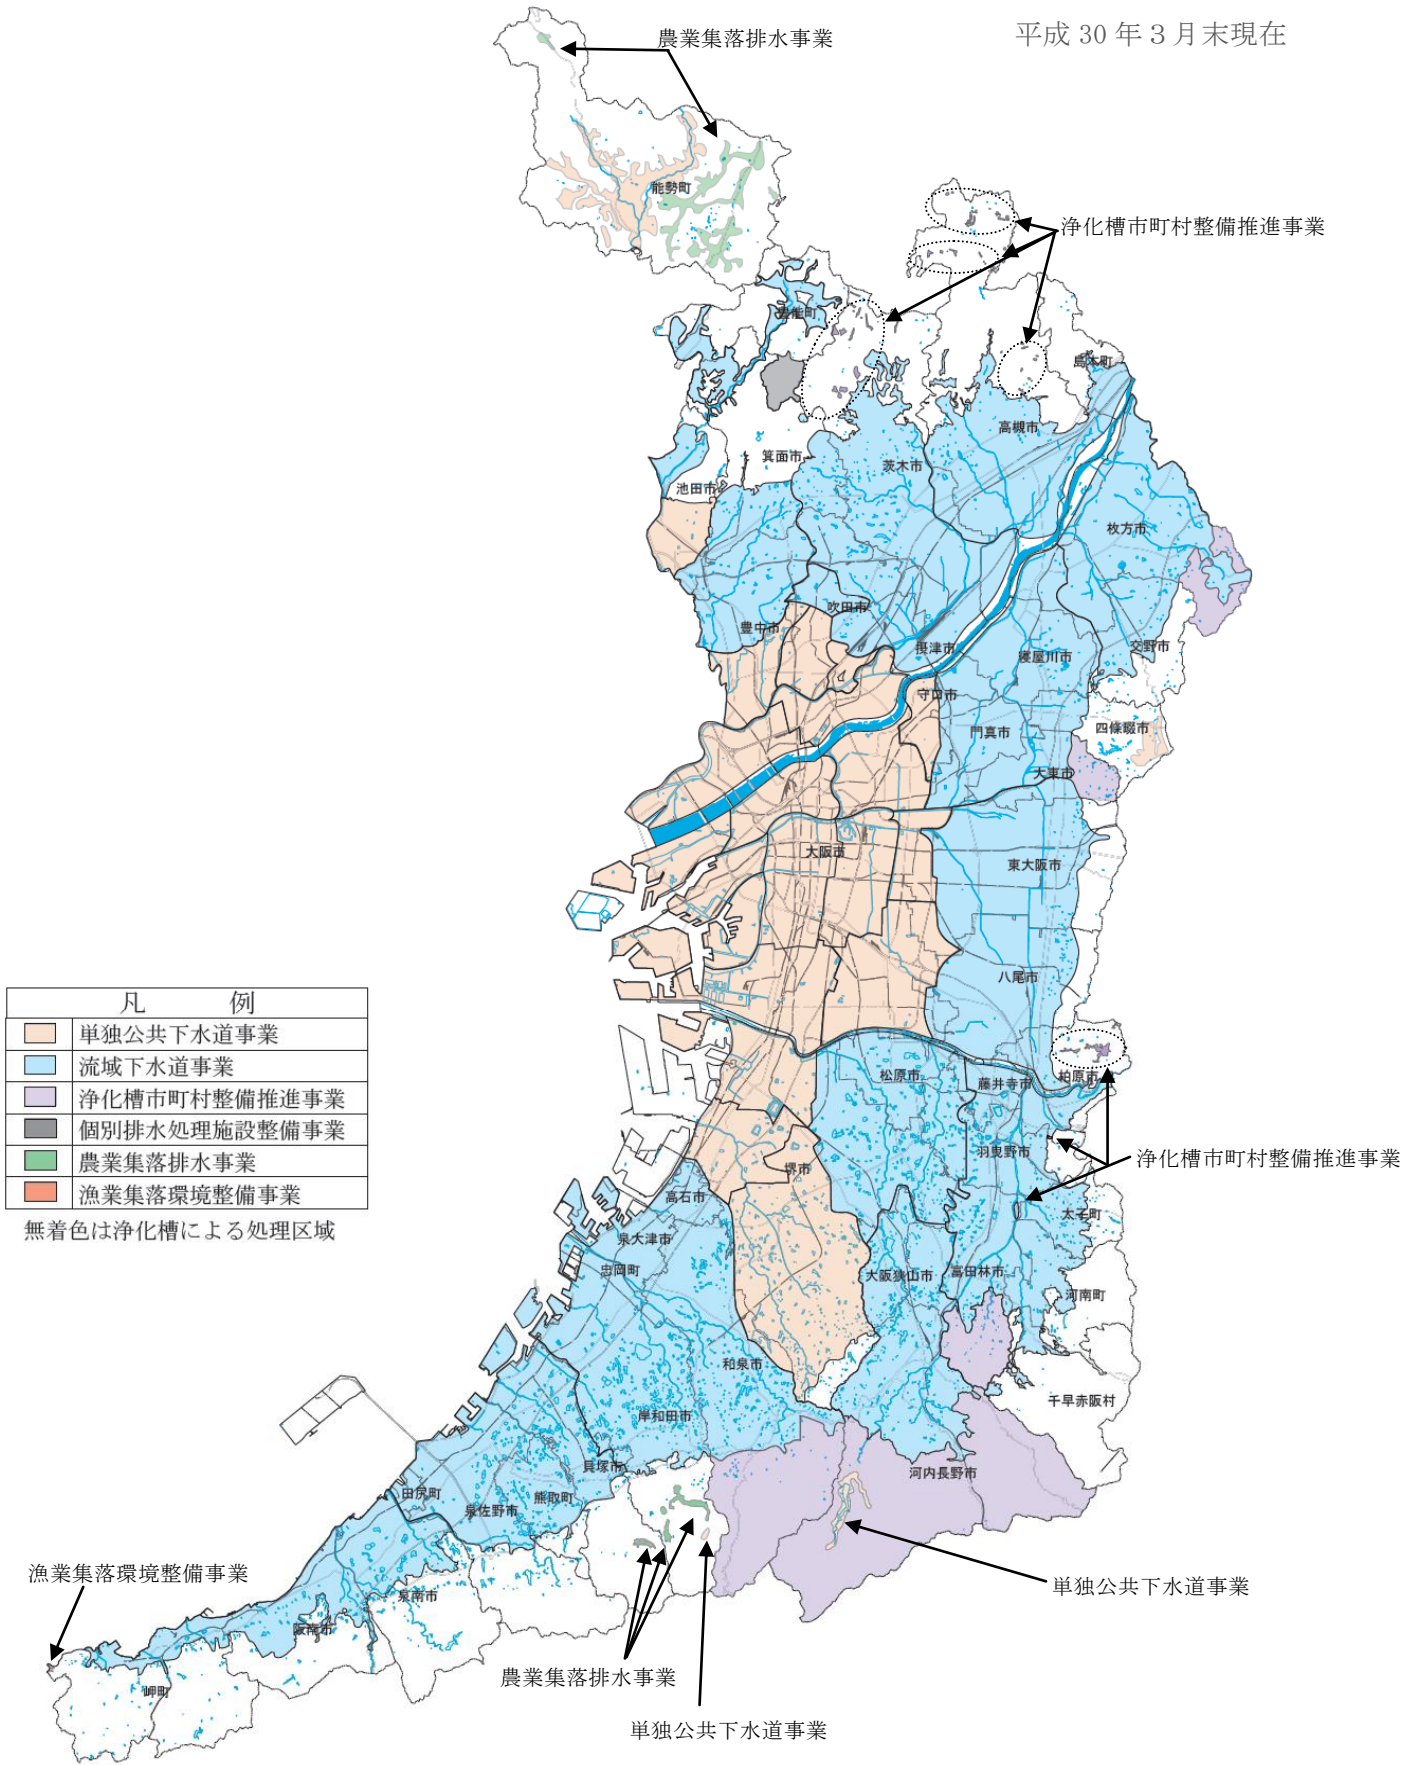 平成 30 年 3 月末現在
農業集落排水事業
能勢町
浄化槽市町村整備推進事業
豊能町
島本町
高槻市
箕面市
茨木市
池田市
枚方市
吹田市
豊中市
摂津市
寝屋川市
交野市
守口市
門真市
四條畷市
大東市
大阪市
東大阪市
八尾市
凡 例
単独公共下水道事業
流域下水道事業
浄化槽市町村整備推進事業
個別排水処理施設整備事業
農業集落排水事業
漁業集落環境整備事業
無着色は浄化槽による処理区域
松原市
藤井寺市
柏原市
羽曳野市
浄化槽市町村整備推進事業
堺市
高石市
太子町
泉大津市
忠岡町
大阪狭山市
富田林市
河南町
和泉市
千早赤阪村
岸和田市
貝塚市
河内長野市
田尻町
熊取町
泉佐野市
漁業集落環境整備事業
単独公共下水道事業
泉南市
阪南市
農業集落排水事業
岬町
単独公共下水道事業